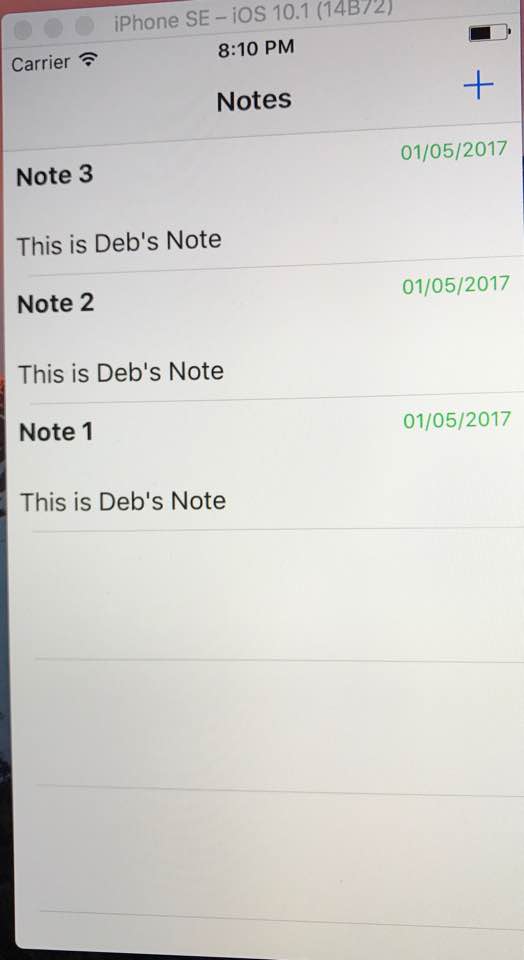 iPhone SE – iOS 10.1 (14B72)
Carrier 8:10 PM
Notes +
Note 3 01/05/2017
This is Deb's Note
Note 2 01/05/2017
This is Deb's Note
Note 1 01/05/2017
This is Deb's Note